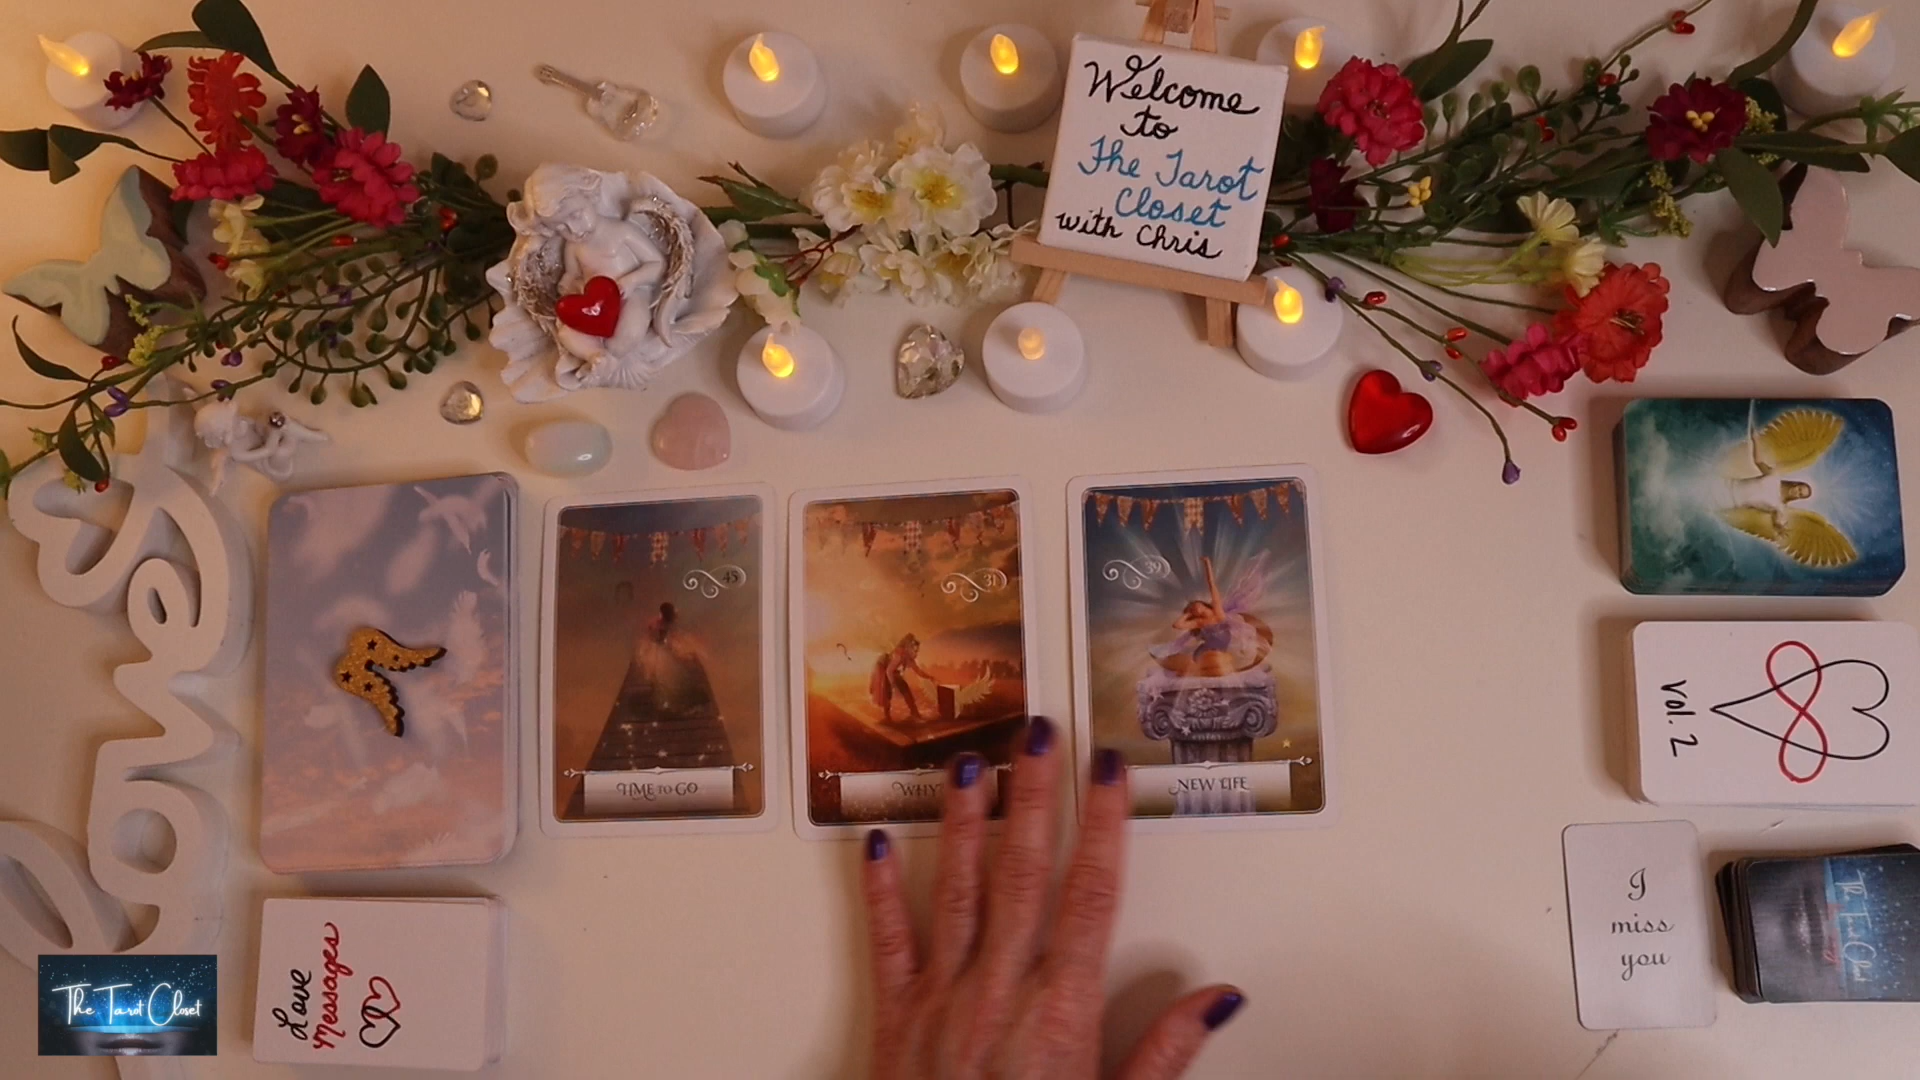 Welcome
to
The Tarot
Closet
with Chris
45
TIME TO GO
31
WHY
39
NEW LIFE
Vol. 2
I
miss
you
Love
Messages
The Tarot Closet